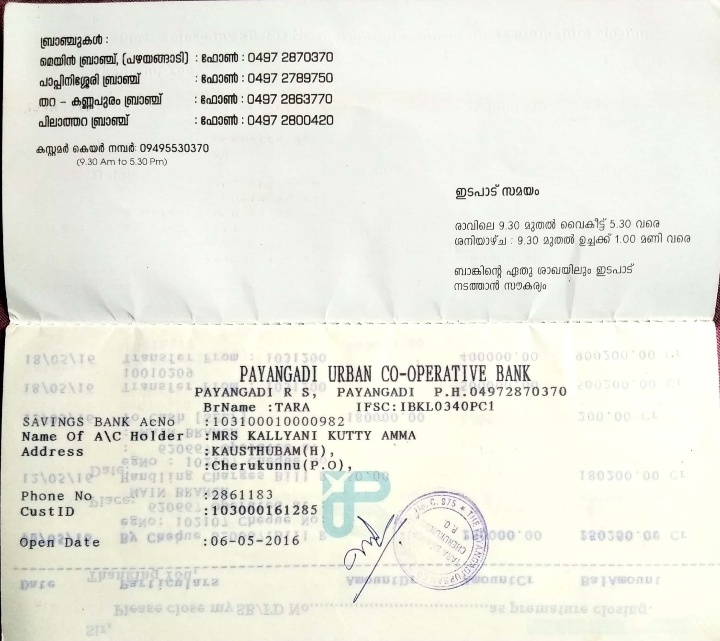 ബ്രാഞ്ചുകൾ :
മെയിൻ ബ്രാഞ്ച്, (പഴയങ്ങാടി) : ഫോൺ : 0497 2870370
പാപ്പിനിശ്ശേരി ബ്രാഞ്ച് : ഫോൺ : 0497 2789750
തറ - കണ്ണപുരം ബ്രാഞ്ച് : ഫോൺ : 0497 2863770
പിലാത്തറ ബ്രാഞ്ച് : ഫോൺ : 0497 2800420
കസ്റ്റമർ കെയർ നമ്പർ: 09495530370
(9.30 Am to 5.30 Pm)
ഇടപാട് സമയം
രാവിലെ 9.30 മുതൽ വൈകീട്ട് 5.30 വരെ
ശനിയാഴ്ച : 9.30 മുതൽ ഉച്ചക്ക് 1.00 മണി വരെ
ബാങ്കിന്റെ ഏതു ശാഖയിലും ഇടപാട്
നടത്താൻ സൗകര്യം
PAYANGADI URBAN CO-OPERATIVE BANK
PAYANGADI R S, PAYANGADI P.H.04972870370
BrName :TARA IFSC:IBKL0340PC1
SAVINGS BANK AcNo :103100010000982
Name Of A\C Holder :MRS KALLYANI KUTTY AMMA
Address :KAUSTHUBAM(H),
:Cherukunnu(P.O),
Phone No :2861183
CustID :103000161285
Open Date :06-05-2016